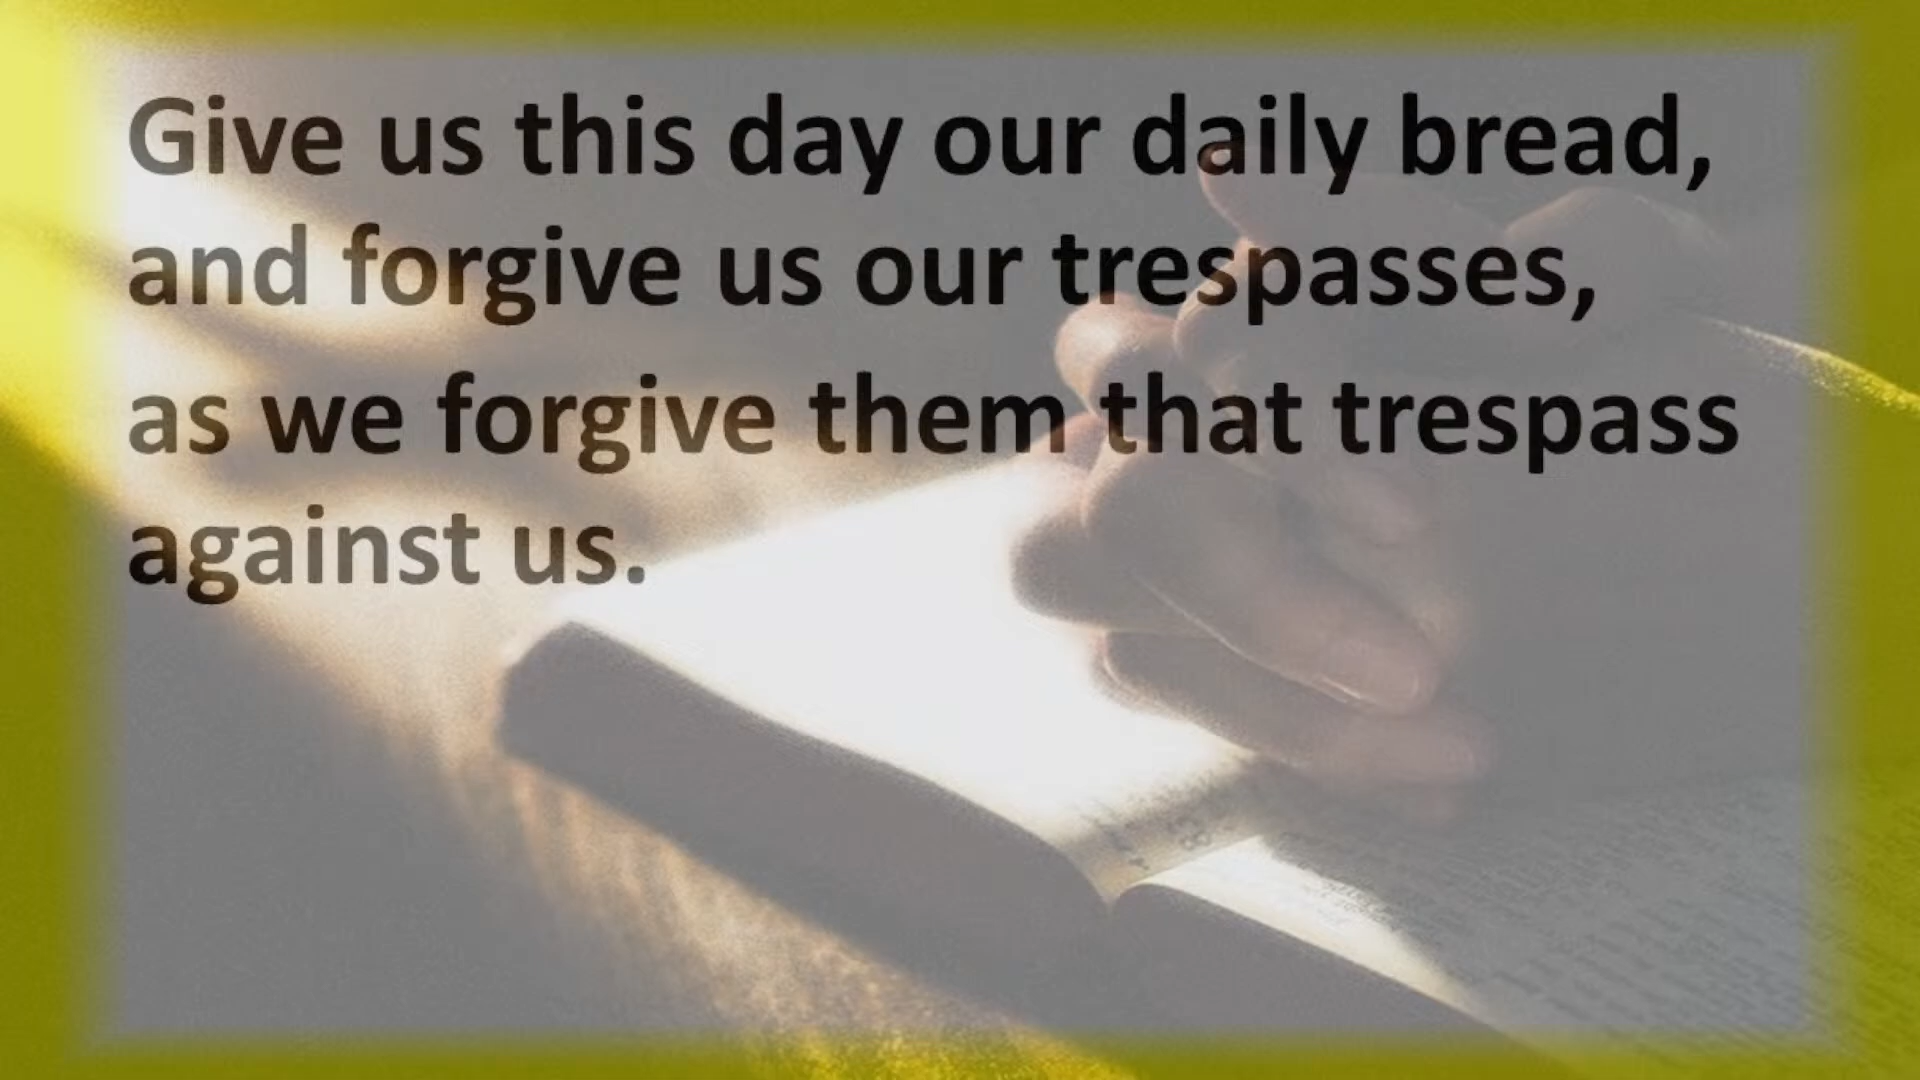 Give us this day our daily bread,
and forgive us our trespasses,
as we forgive them that trespass
against us.